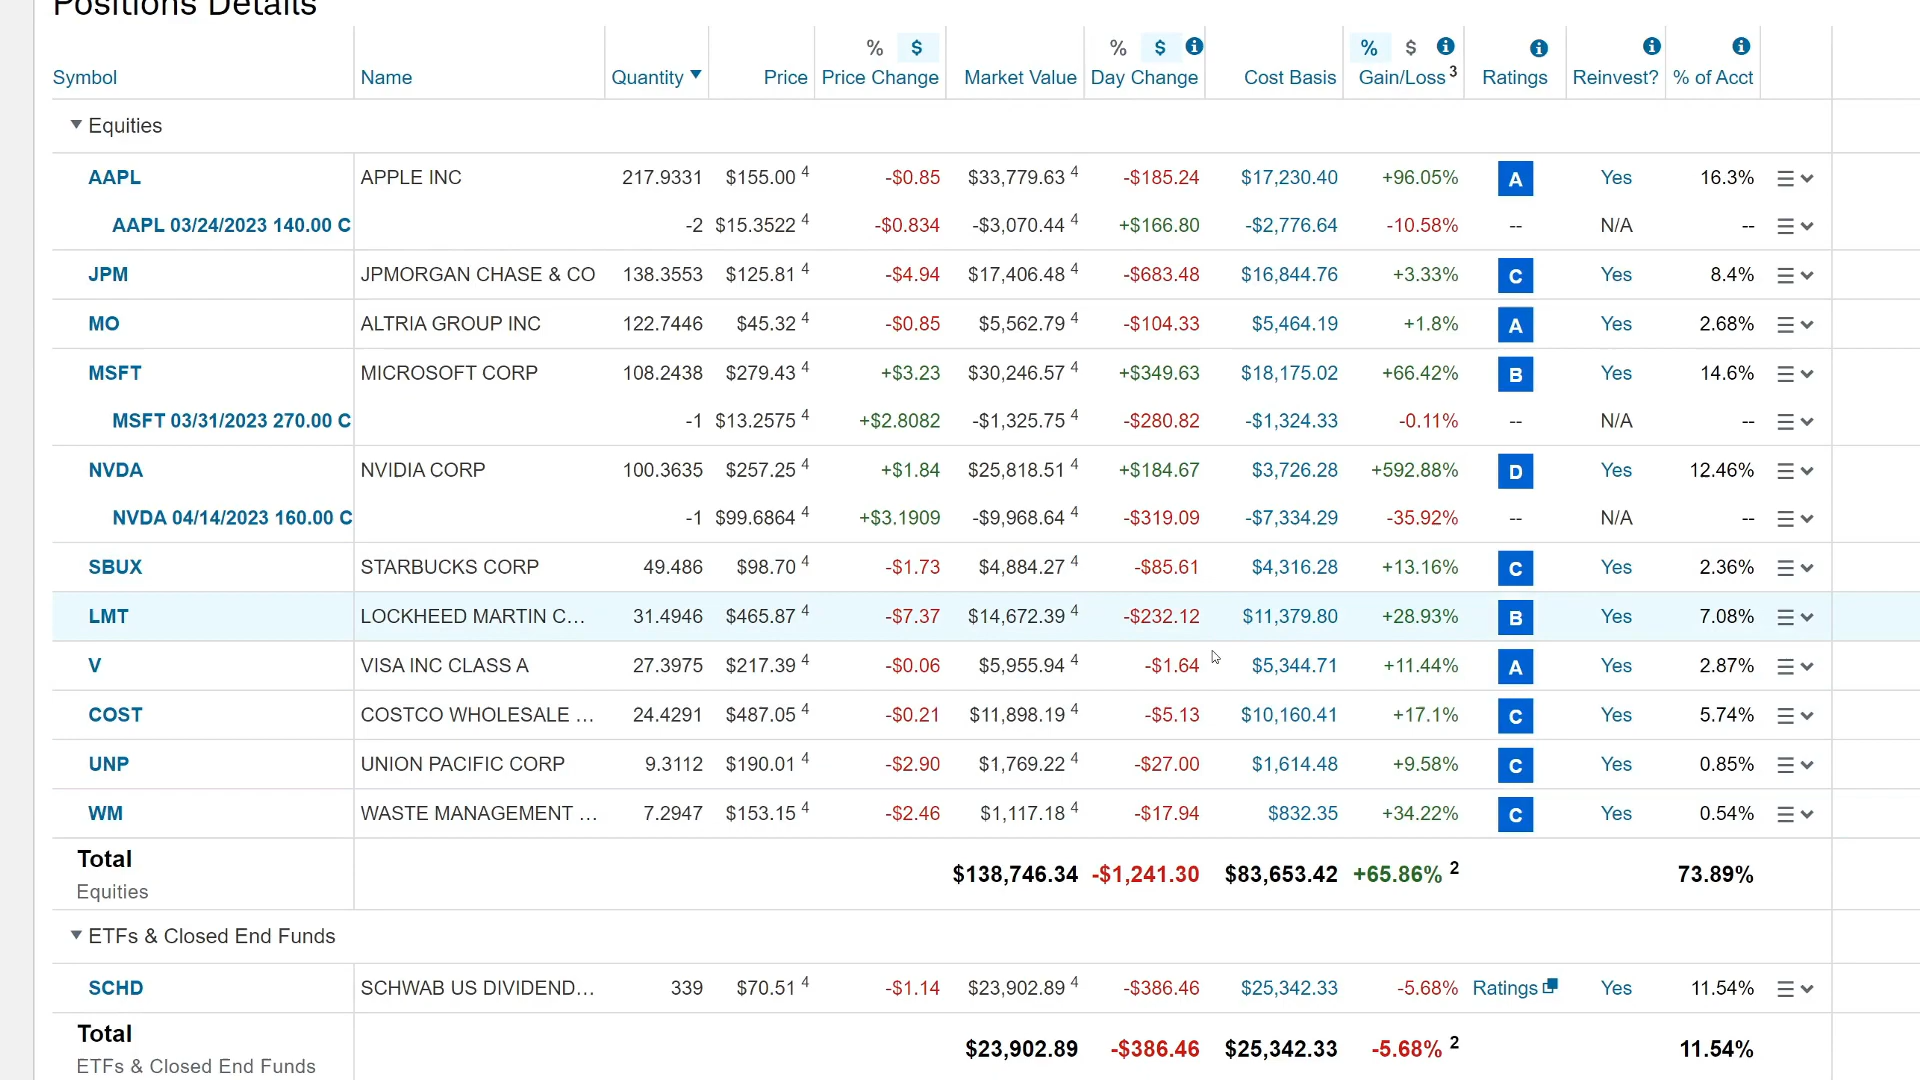 Positions Details
% $ % $ % $
Symbol Name Quantity Price Price Change Market Value Day Change Cost Basis Gain/Loss 3 Ratings Reinvest? % of Acct
Equities
AAPL APPLE INC 217.9331 $155.00 4 -$0.85 $33,779.63 4 -$185.24 $17,230.40 +96.05% A Yes 16.3%
AAPL 03/24/2023 140.00 C -2 $15.3522 4 -$0.834 -$3,070.44 4 +$166.80 -$2,776.64 -10.58% -- N/A --
JPM JPMORGAN CHASE & CO 138.3553 $125.81 4 -$4.94 $17,406.48 4 -$683.48 $16,844.76 +3.33% C Yes 8.4%
MO ALTRIA GROUP INC 122.7446 $45.32 4 -$0.85 $5,562.79 4 -$104.33 $5,464.19 +1.8% A Yes 2.68%
MSFT MICROSOFT CORP 108.2438 $279.43 4 +$3.23 $30,246.57 4 +$349.63 $18,175.02 +66.42% B Yes 14.6%
MSFT 03/31/2023 270.00 C -1 $13.2575 4 +$2.8082 -$1,325.75 4 -$280.82 -$1,324.33 -0.11% -- N/A --
NVDA NVIDIA CORP 100.3635 $257.25 4 +$1.84 $25,818.51 4 +$184.67 $3,726.28 +592.88% D Yes 12.46%
NVDA 04/14/2023 160.00 C -1 $99.6864 4 +$3.1909 -$9,968.64 4 -$319.09 -$7,334.29 -35.92% -- N/A --
SBUX STARBUCKS CORP 49.486 $98.70 4 -$1.73 $4,884.27 4 -$85.61 $4,316.28 +13.16% C Yes 2.36%
LMT LOCKHEED MARTIN C... 31.4946 $465.87 4 -$7.37 $14,672.39 4 -$232.12 $11,379.80 +28.93% B Yes 7.08%
V VISA INC CLASS A 27.3975 $217.39 4 -$0.06 $5,955.94 4 -$1.64 $5,344.71 +11.44% A Yes 2.87%
COST COSTCO WHOLESALE ... 24.4291 $487.05 4 -$0.21 $11,898.19 4 -$5.13 $10,160.41 +17.1% C Yes 5.74%
UNP UNION PACIFIC CORP 9.3112 $190.01 4 -$2.90 $1,769.22 4 -$27.00 $1,614.48 +9.58% C Yes 0.85%
WM WASTE MANAGEMENT ... 7.2947 $153.15 4 -$2.46 $1,117.18 4 -$17.94 $832.35 +34.22% C Yes 0.54%
Total
Equities $138,746.34 -$1,241.30 $83,653.42 +65.86% 2 73.89%
ETFs & Closed End Funds
SCHD SCHWAB US DIVIDEND... 339 $70.51 4 -$1.14 $23,902.89 4 -$386.46 $25,342.33 -5.68% Ratings Yes 11.54%
Total
ETFs & Closed End Funds $23,902.89 -$386.46 $25,342.33 -5.68% 2 11.54%